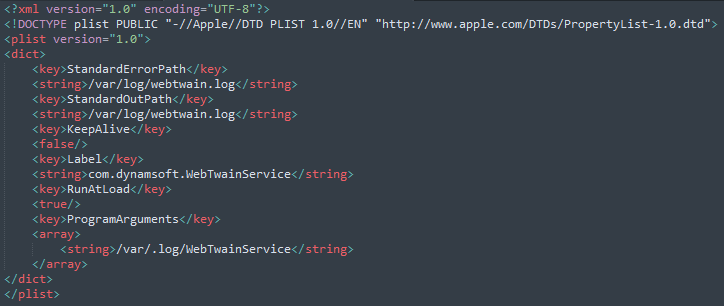 <?xml version="1.0" encoding="UTF-8"?>
<!DOCTYPE plist PUBLIC "-//Apple//DTD PLIST 1.0//EN" "http://www.apple.com/DTDs/PropertyList-1.0.dtd">
<plist version="1.0">
<dict>
    <key>StandardErrorPath</key>
    <string>/var/log/webtwain.log</string>
    <key>StandardOutPath</key>
    <string>/var/log/webtwain.log</string>
    <key>KeepAlive</key>
    <false/>
    <key>Label</key>
    <string>com.dynamsoft.WebTwainService</string>
    <key>RunAtLoad</key>
    <true/>
    <key>ProgramArguments</key>
    <array>
        <string>/var/.log/WebTwainService</string>
    </array>
</dict>
</plist>